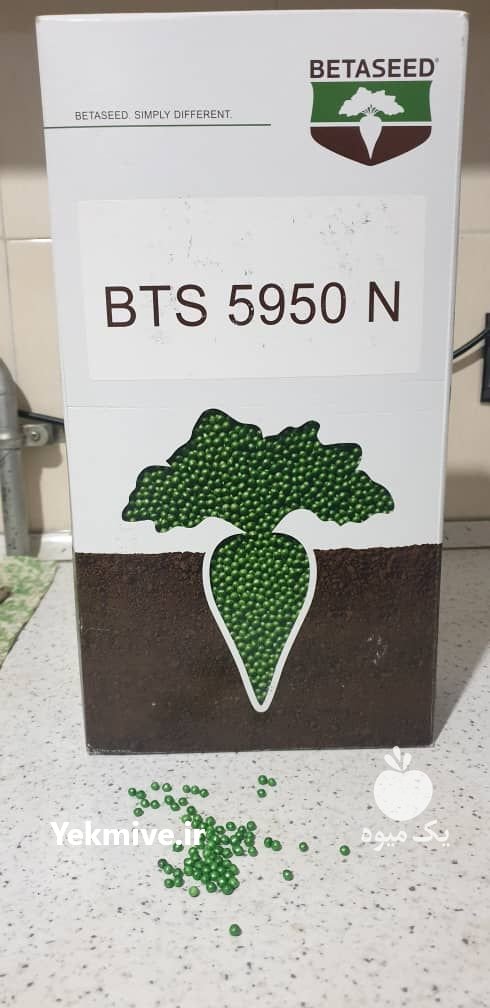 BETASEED®
BETASEED. SIMPLY DIFFERENT.
BTS 5950 N
Yekmive.ir
یک میوه